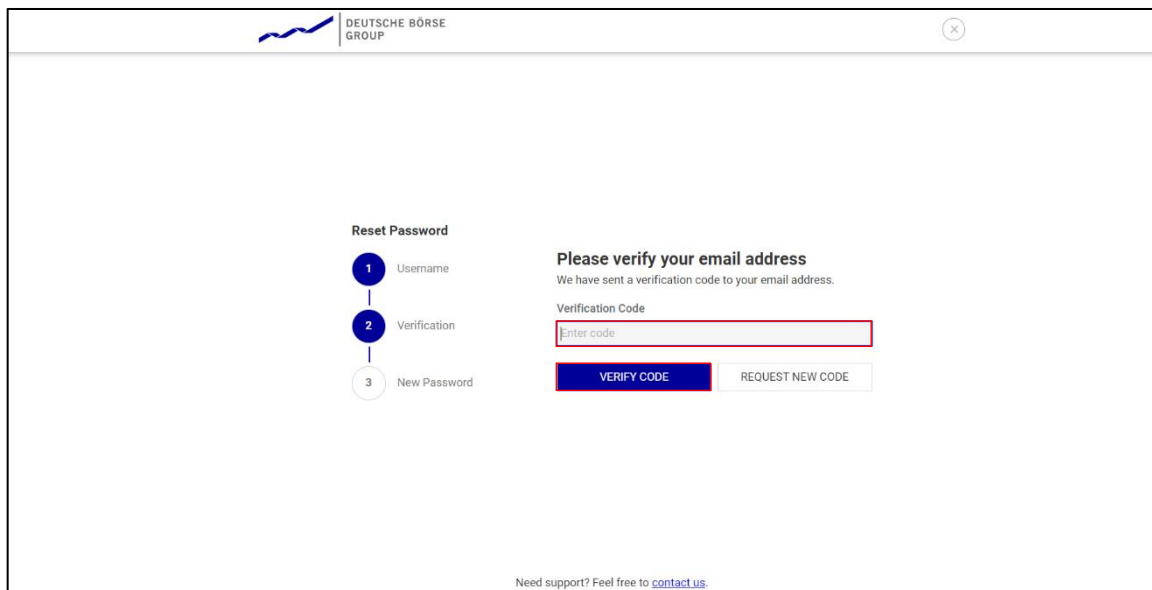 DEUTSCHE BÖRSE
GROUP
Reset Password
1 Username
2 Verification
3 New Password
Please verify your email address
We have sent a verification code to your email address.
Verification Code
Enter code
VERIFY CODE REQUEST NEW CODE
Need support? Feel free to contact us.